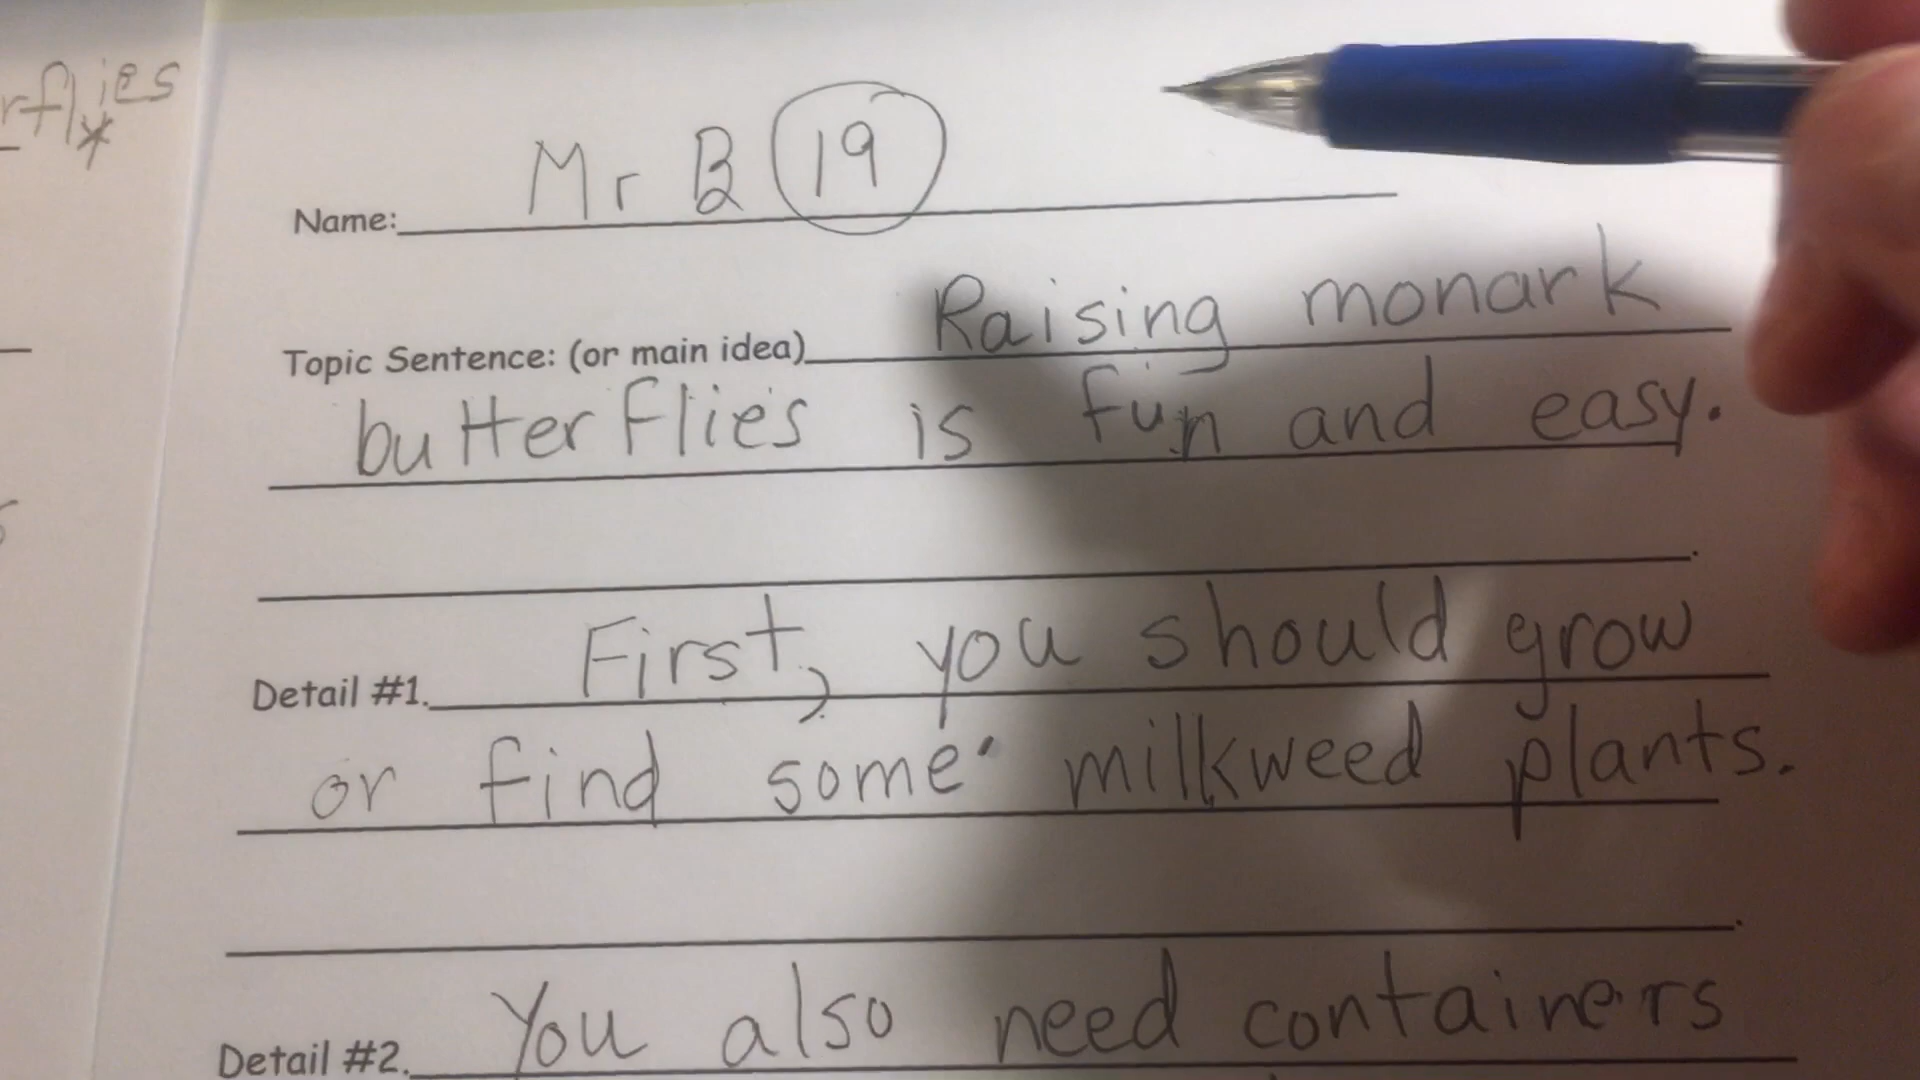 rflies
*
Name: Mr B 19
Topic Sentence: (or main idea) Raising monark
butterflies is fun and easy.
Detail #1. First, you should grow
or find some milkweed plants.
Detail #2. You also need containers